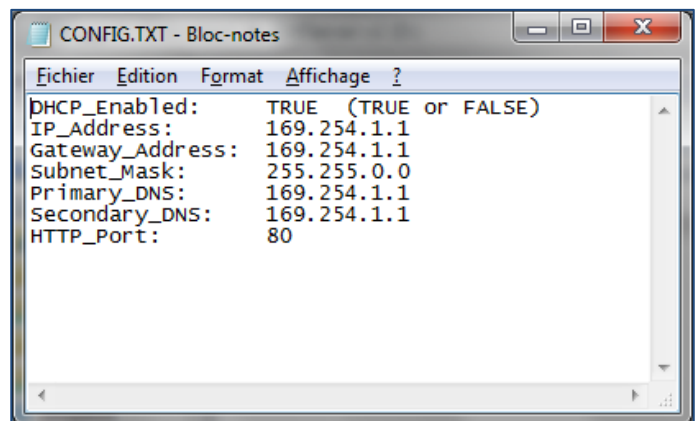 CONFIG.TXT - Bloc-notes
Fichier Edition Format Affichage ?
DHCP_Enabled: TRUE (TRUE or FALSE)
IP_Address: 169.254.1.1
Gateway_Address: 169.254.1.1
Subnet_Mask: 255.255.0.0
Primary_DNS: 169.254.1.1
Secondary_DNS: 169.254.1.1
HTTP_Port: 80